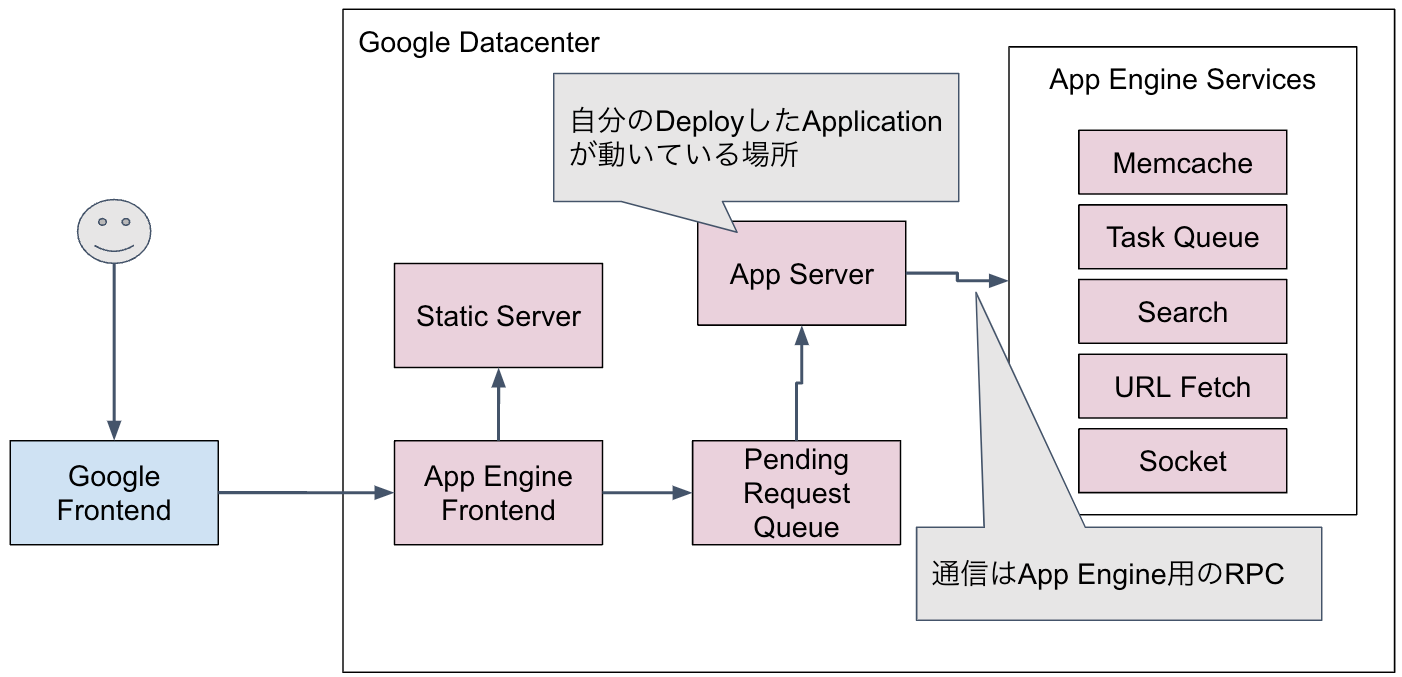 Google Datacenter
App Engine Services
自分のDeployしたApplication
が動いている場所
Memcache
Task Queue
Search
URL Fetch
Socket
App Server
Static Server
Google
Frontend
App Engine
Frontend
Pending
Request
Queue
通信はApp Engine用のRPC